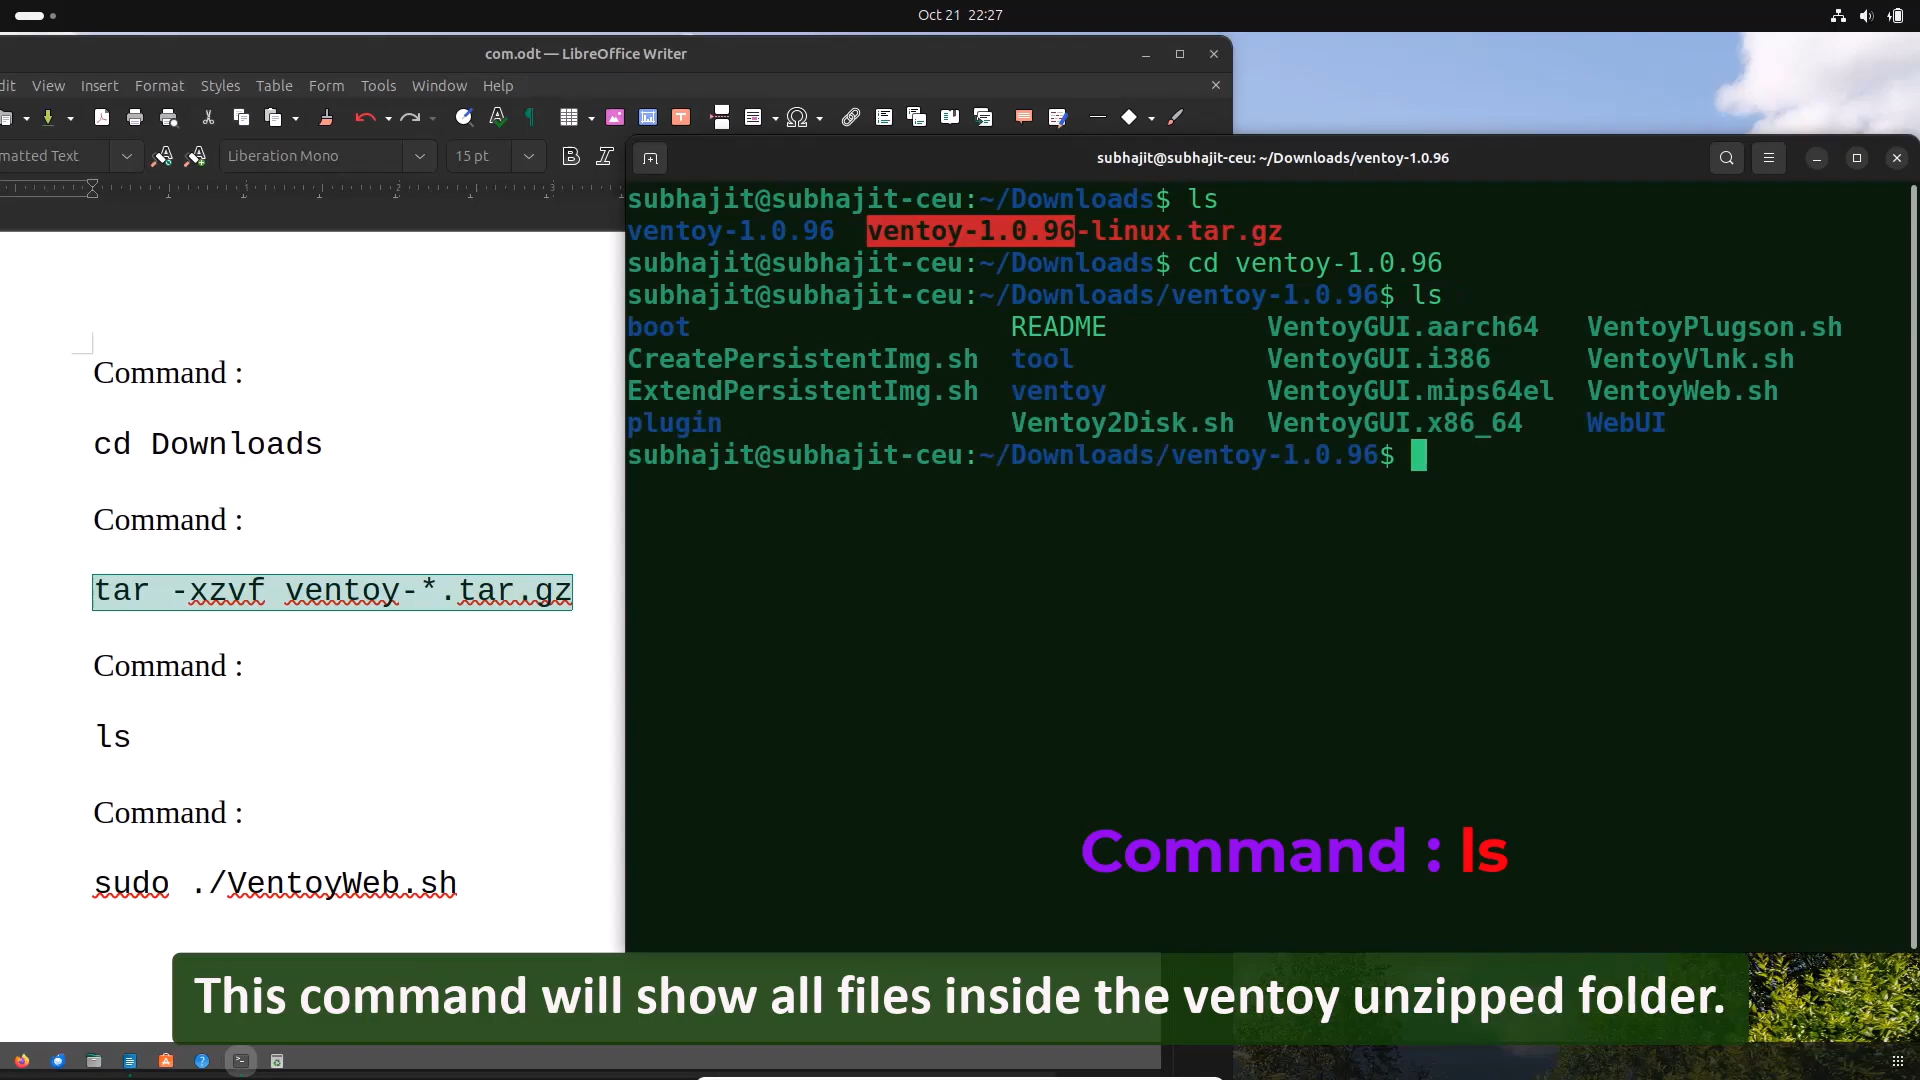 Oct 21 22:27
com.odt — LibreOffice Writer
dit View Insert Format Styles Table Form Tools Window Help
matted Text Liberation Mono 15 pt B I
1 2 3
Command :
cd Downloads
Command :
tar -xzvf ventoy-*.tar.gz
Command :
ls
Command :
sudo ./VentoyWeb.sh
subhajit@subhajit-ceu: ~/Downloads/ventoy-1.0.96
subhajit@subhajit-ceu:~/Downloads$ ls
ventoy-1.0.96 ventoy-1.0.96-linux.tar.gz
subhajit@subhajit-ceu:~/Downloads$ cd ventoy-1.0.96
subhajit@subhajit-ceu:~/Downloads/ventoy-1.0.96$ ls
boot README VentoyGUI.aarch64 VentoyPlugson.sh
CreatePersistentImg.sh tool VentoyGUI.i386 VentoyVlnk.sh
ExtendPersistentImg.sh ventoy VentoyGUI.mips64el VentoyWeb.sh
plugin Ventoy2Disk.sh VentoyGUI.x86_64 WebUI
subhajit@subhajit-ceu:~/Downloads/ventoy-1.0.96$
Command : ls
This command will show all files inside the ventoy unzipped folder.